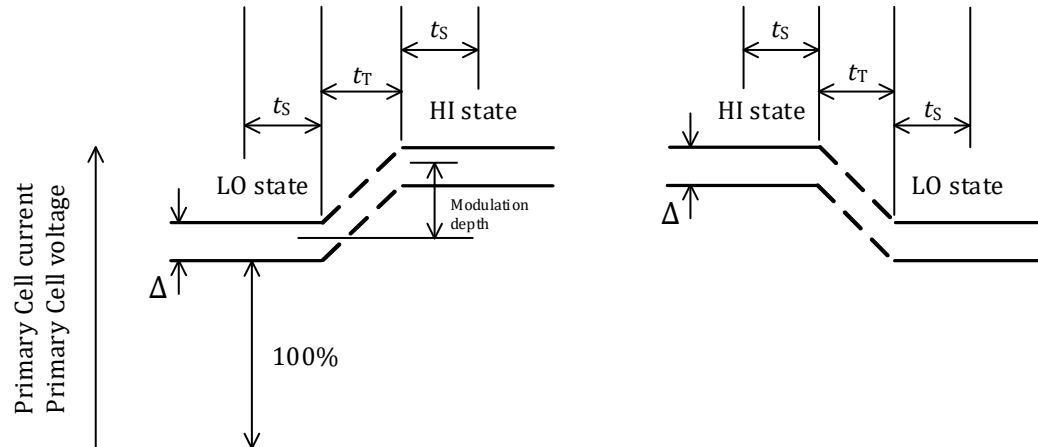 tS
tS
tT
HI state
LO state
Modulation
depth
Δ
100%
Primary Cell current
Primary Cell voltage
tS
tT
tS
HI state
LO state
Δ